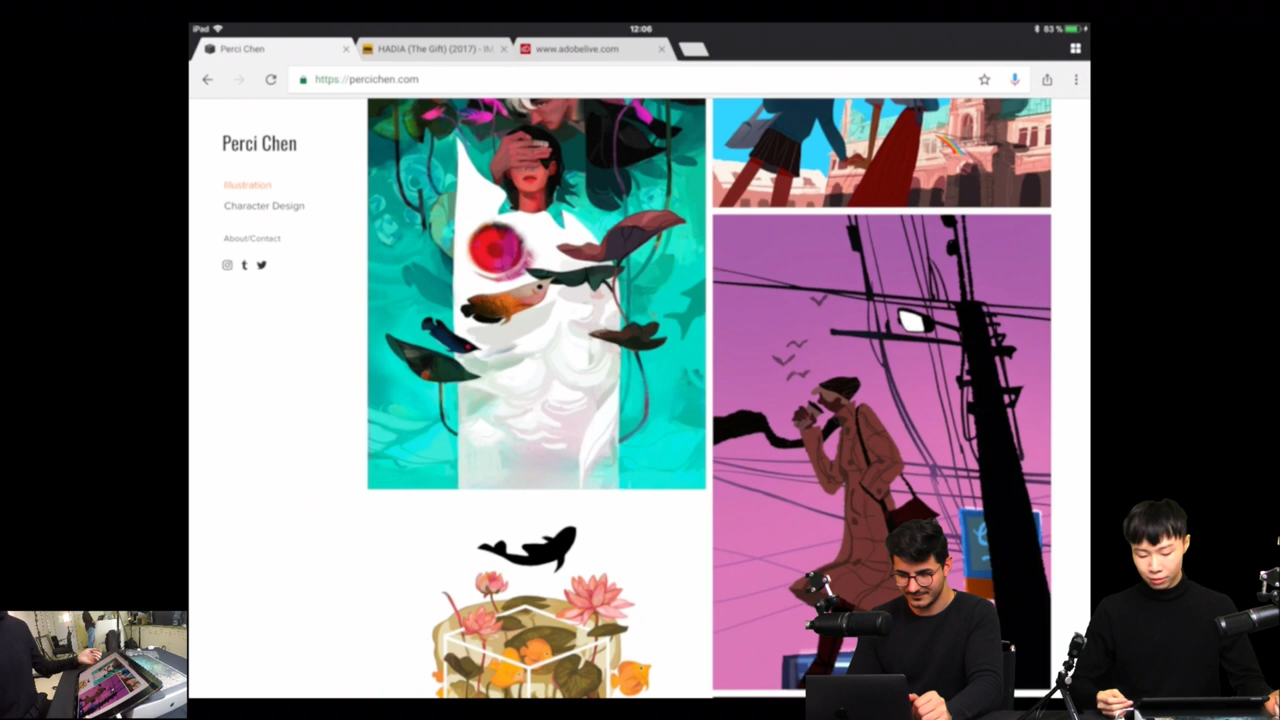 iPad
12:06
83 %
Perci Chen
HADIA (The Gift) (2017) - IM
www.adobelive.com
https://percichen.com
Perci Chen
Illustration
Character Design
About/Contact